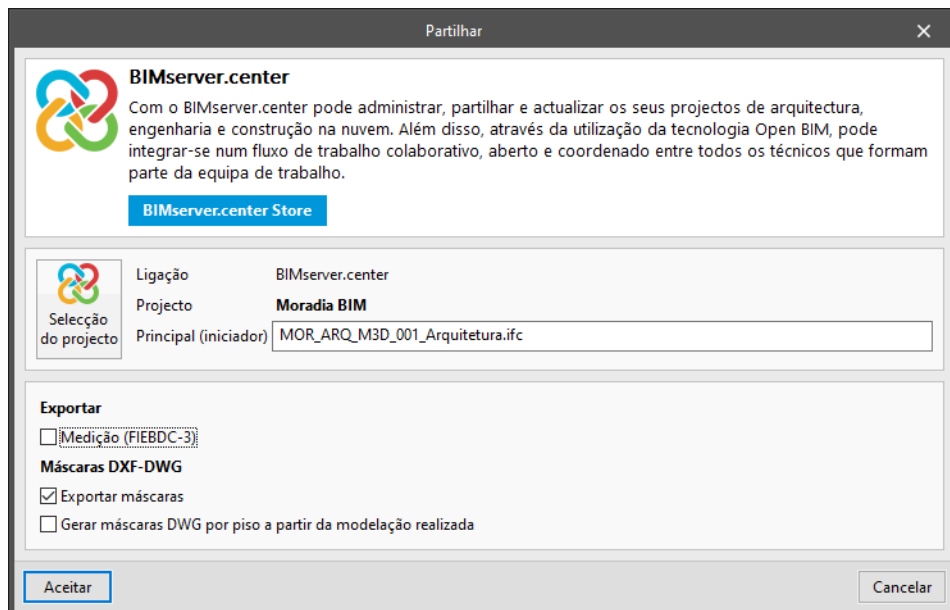 Partilhar
BIMserver.center
Com o BIMserver.center pode administrar, partilhar e actualizar os seus projectos de arquitectura,
engenharia e construção na nuvem. Além disso, através da utilização da tecnologia Open BIM, pode
integrar-se num fluxo de trabalho colaborativo, aberto e coordenado entre todos os técnicos que formam
parte da equipa de trabalho.
BIMserver.center Store
Selecção
do projecto
Ligação BIMserver.center
Projecto Moradia BIM
Principal (iniciador) MOR_ARQ_M3D_001_Arquitetura.ifc
Exportar
Medição (FIEBDC-3)
Máscaras DXF-DWG
Exportar máscaras
Gerar máscaras DWG por piso a partir da modelação realizada
Aceitar Cancelar